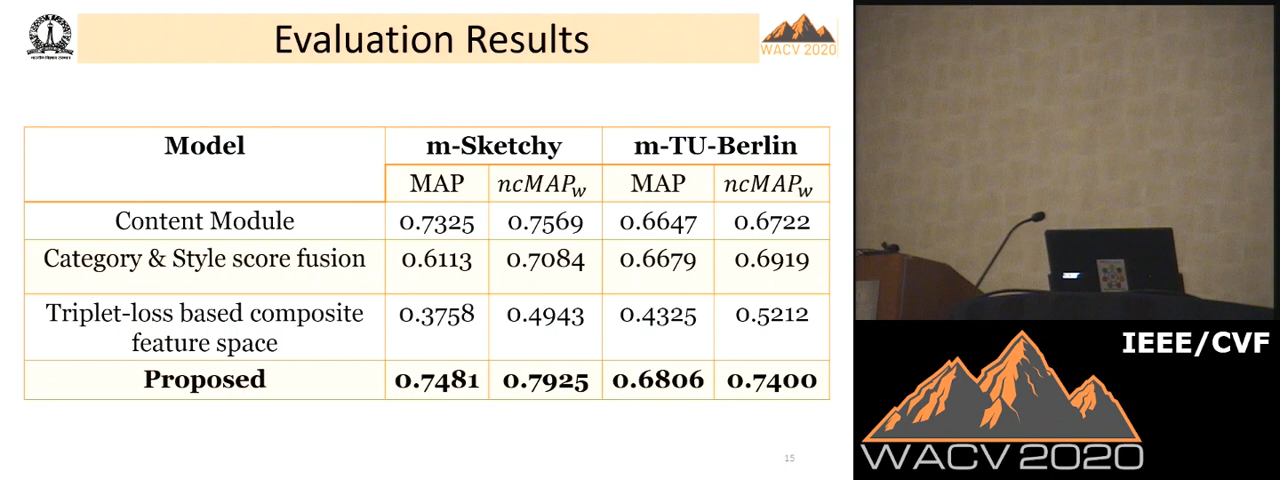 Evaluation Results
WACV 2020
Model m-Sketchy m-TU-Berlin
MAP ncMAPw MAP ncMAPw
Content Module 0.7325 0.7569 0.6647 0.6722
Category & Style score fusion 0.6113 0.7084 0.6679 0.6919
Triplet-loss based composite
feature space 0.3758 0.4943 0.4325 0.5212
Proposed 0.7481 0.7925 0.6806 0.7400
15
IEEE/CVF
WACV 2020